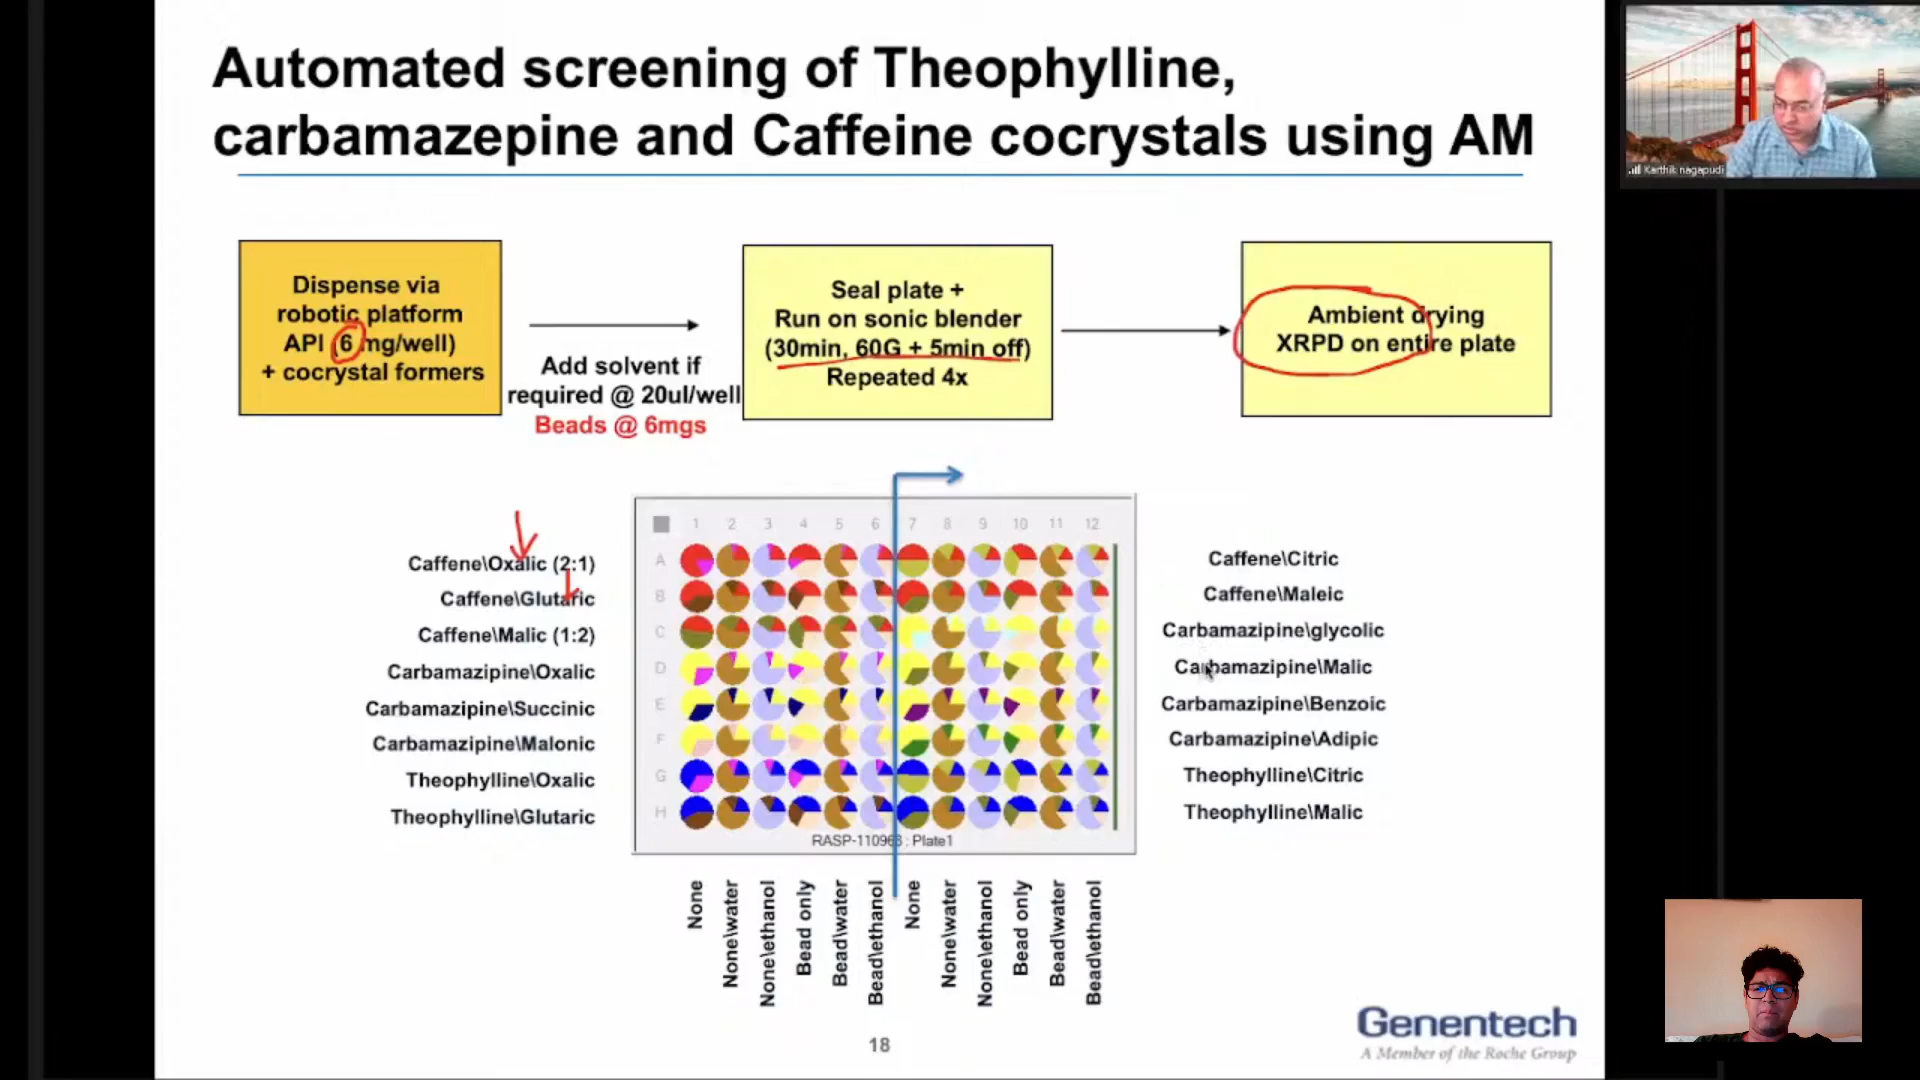 Automated screening of Theophylline,
carbamazepine and Caffeine cocrystals using AM
Karthik nagapudi
Dispense via
robotic platform
API (6 mg/well)
+ cocrystal formers
Add solvent if
required @ 20ul/well
Beads @ 6mgs
Seal plate +
Run on sonic blender
(30min, 60G + 5min off)
Repeated 4x
Ambient drying
XRPD on entire plate
1 2 3 4 5 6 7 8 9 10 11 12
A
B
C
D
E
F
G
H
Caffene\Oxalic (2:1)
Caffene\Glutaric
Caffene\Malic (1:2)
Carbamazipine\Oxalic
Carbamazipine\Succinic
Carbamazipine\Malonic
Theophylline\Oxalic
Theophylline\Glutaric
Caffene\Citric
Caffene\Maleic
Carbamazipine\glycolic
Carbamazipine\Malic
Carbamazipine\Benzoic
Carbamazipine\Adipic
Theophylline\Citric
Theophylline\Malic
RASP-110963 : Plate1
None
None\water
None\ethanol
Bead only
Bead\water
Bead\ethanol
None
None\water
None\ethanol
Bead only
Bead\water
Bead\ethanol
18
Genentech
A Member of the Roche Group